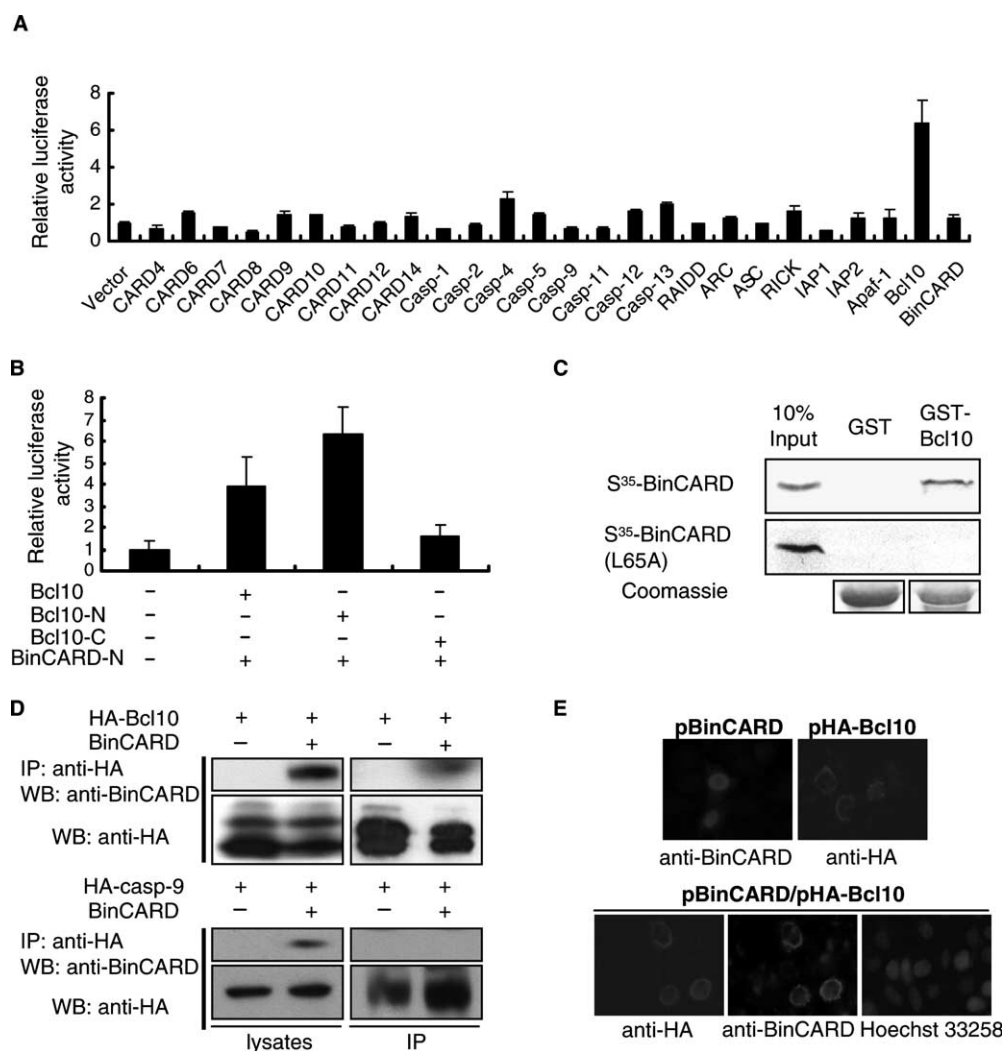 A
Relative luciferase
activity
8
6
4
2
0
Vector
CARD4
CARD6
CARD7
CARD8
CARD9
CARD10
CARD11
CARD12
CARD14
Casp-1
Casp-2
Casp-4
Casp-5
Casp-9
Casp-11
Casp-12
Casp-13
RAIDD
ARC
ASC
RICK
IAP1
IAP2
Apaf-1
Bcl10
BinCARD
B
Relative luciferase
activity
8
7
6
5
4
3
2
1
0
Bcl10 – + – –
Bcl10-N – – + –
Bcl10-C – – – +
BinCARD-N – + + +
C
10%
Input
GST
GST-
Bcl10
S³⁵-BinCARD
S³⁵-BinCARD
(L65A)
Coomassie
D
HA-Bcl10 + + + +
BinCARD – + – +
IP: anti-HA
WB: anti-BinCARD
WB: anti-HA
HA-casp-9 + + + +
BinCARD – + – +
IP: anti-HA
WB: anti-BinCARD
WB: anti-HA
lysates IP
E
pBinCARD pHA-Bcl10
anti-BinCARD anti-HA
pBinCARD/pHA-Bcl10
anti-HA anti-BinCARD Hoechst 33258